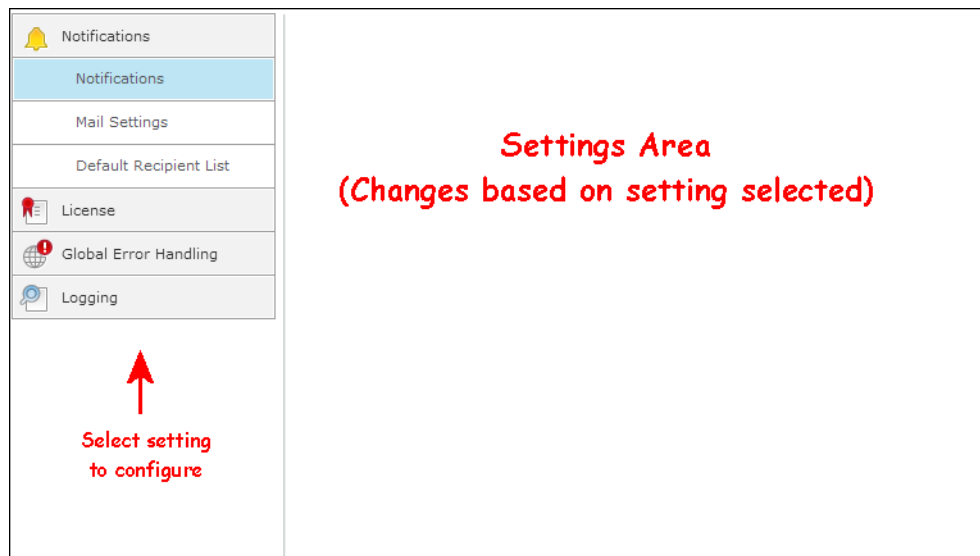 Notifications
Notifications
Mail Settings
Default Recipient List
License
Global Error Handling
Logging
Select setting
to configure
Settings Area
(Changes based on setting selected)